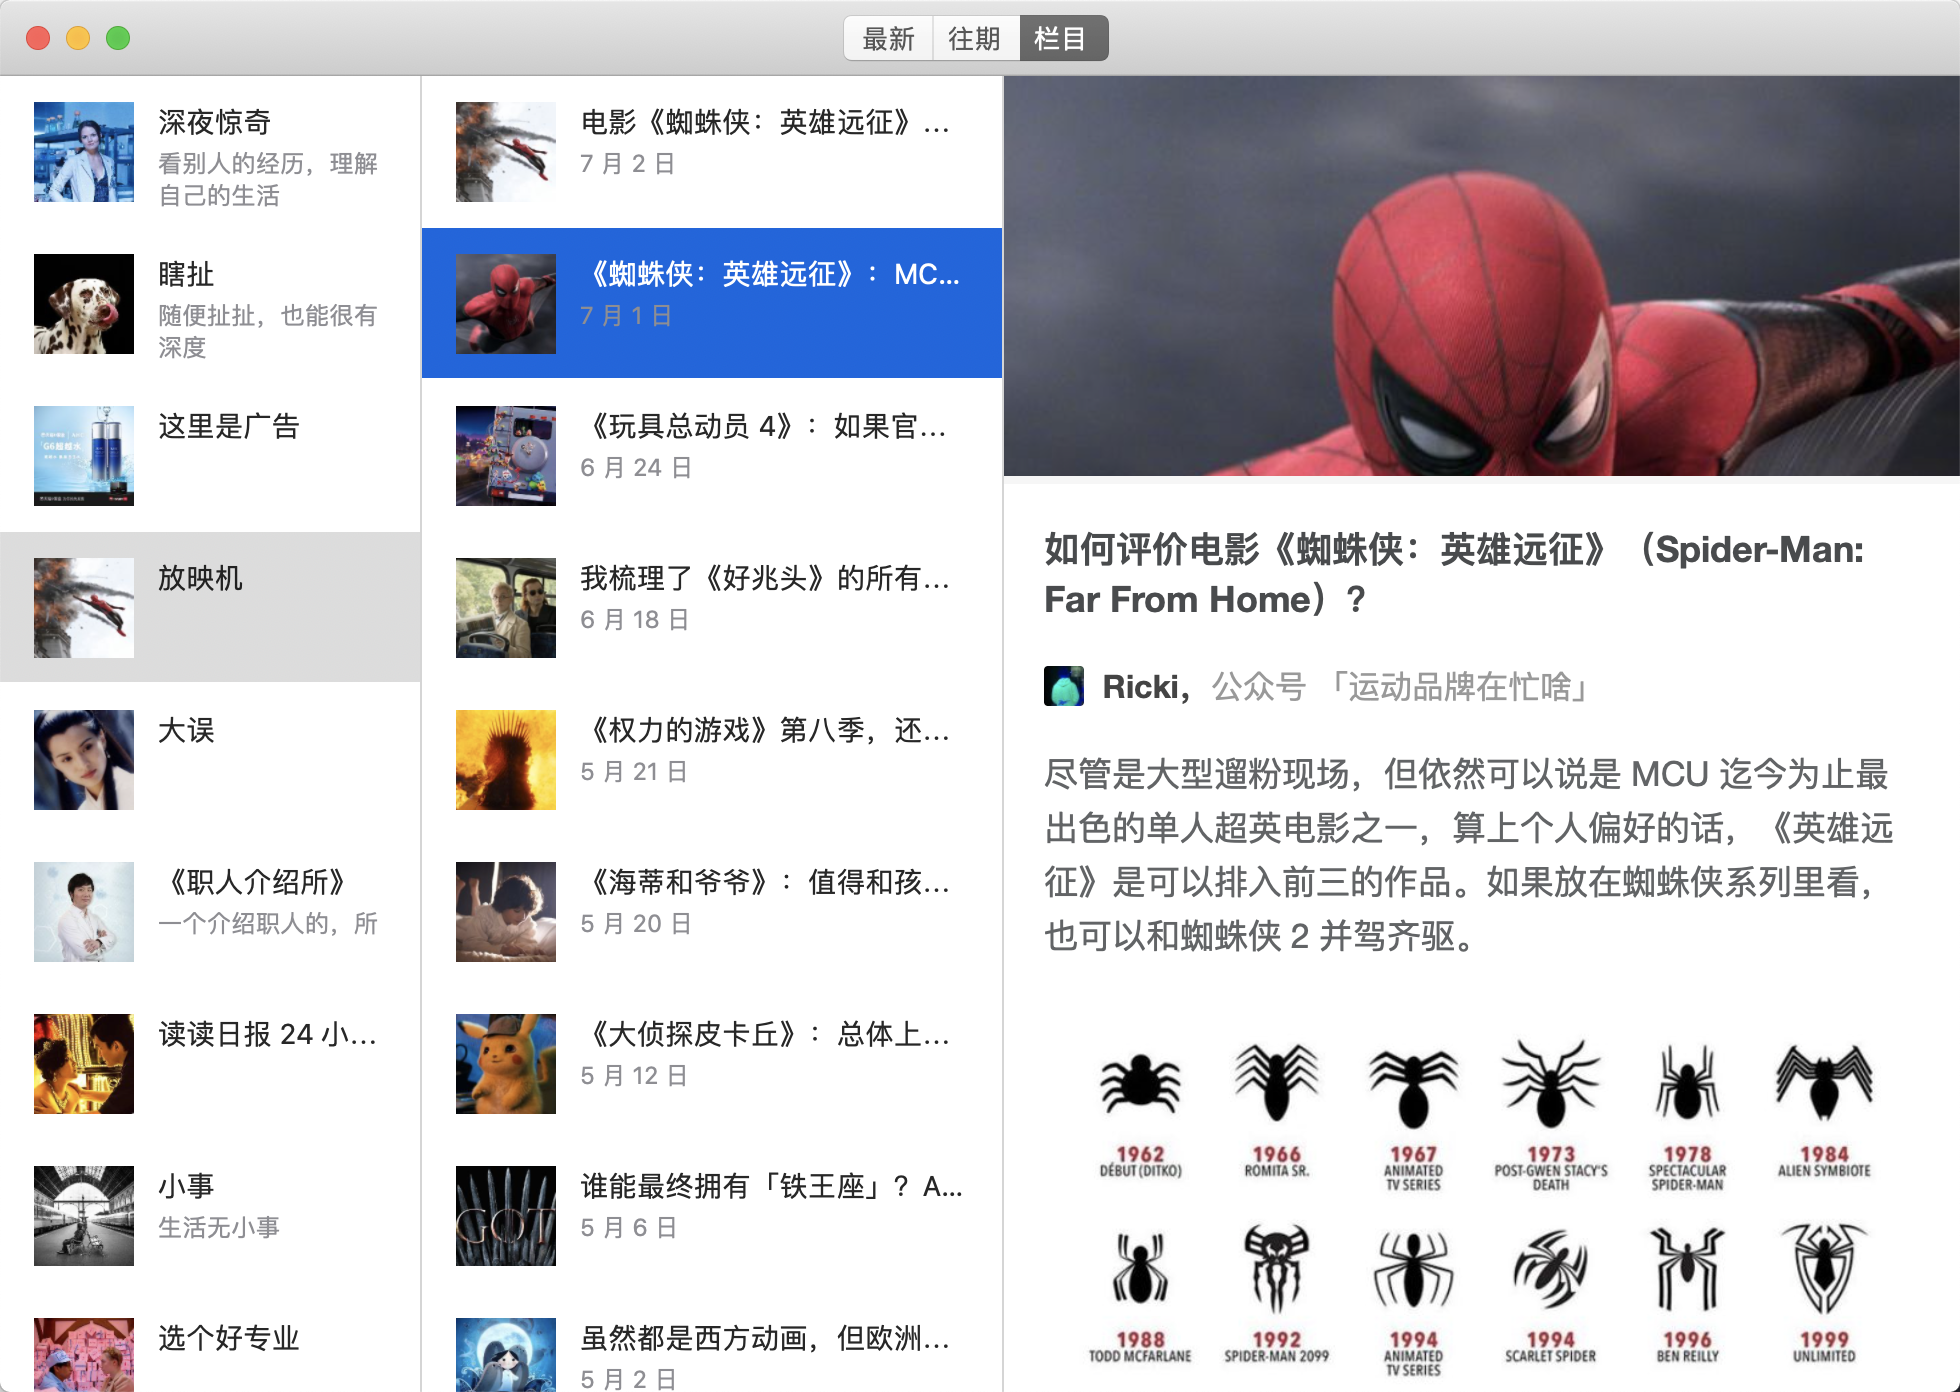 最新
往期
栏目
深夜惊奇
看别人的经历，理解
自己的生活
瞎扯
随便扯扯，也能很有
深度
这里是广告
放映机
大误
《职人介绍所》
一个介绍职人的，所
读读日报 24 小...
小事
生活无小事
选个好专业
电影《蜘蛛侠：英雄远征》...
7 月 2 日
《蜘蛛侠：英雄远征》：MC...
7 月 1 日
《玩具总动员 4》：如果官...
6 月 24 日
我梳理了《好兆头》的所有...
6 月 18 日
《权力的游戏》第八季，还...
5 月 21 日
《海蒂和爷爷》：值得和孩...
5 月 20 日
《大侦探皮卡丘》：总体上...
5 月 12 日
谁能最终拥有「铁王座」？A...
5 月 6 日
GOT
虽然都是西方动画，但欧洲...
5 月 2 日
如何评价电影《蜘蛛侠：英雄远征》（Spider-Man:
Far From Home）？
Ricki，公众号 「运动品牌在忙啥」
尽管是大型遛粉现场，但依然可以说是 MCU 迄今为止最
出色的单人超英电影之一，算上个人偏好的话，《英雄远
征》是可以排入前三的作品。如果放在蜘蛛侠系列里看，
也可以和蜘蛛侠 2 并驾齐驱。
1962
DÉBUT (DITKO)
1966
ROMITA SR.
1967
ANIMATED
TV SERIES
1973
POST-GWEN STACY'S
DEATH
1978
SPECTACULAR
SPIDER-MAN
1984
ALIEN SYMBIOTE
1988
TODD MCFARLANE
1992
SPIDER-MAN 2099
1994
ANIMATED
TV SERIES
1994
SCARLET SPIDER
1996
BEN REILLY
1999
UNLIMITED